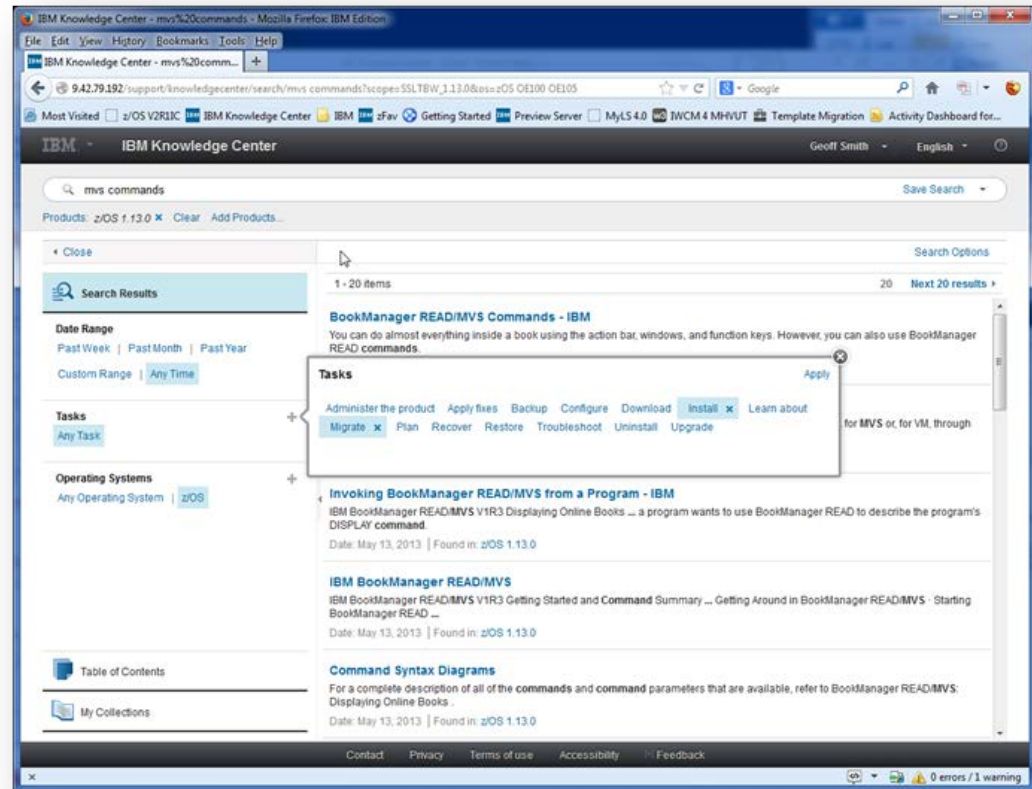 IBM Knowledge Center - mvs%20commands - Mozilla Firefox: IBM Edition
File Edit View History Bookmarks Tools Help
IBM Knowledge Center - mvs%20comm...
9.42.79.192/support/knowledgecenter/search/mvs commands?scope=SSLTBW_1.13.0&os=zOS OE100 OE105
Google
Most Visited z/OS V2R1IC IBM Knowledge Center IBM zFav Getting Started Preview Server MyLS 4.0 IWCM 4 MHVUT Template Migration Activity Dashboard for...
IBM IBM Knowledge Center Geoff Smith English
mvs commands Save Search
Products: z/OS 1.13.0 × Clear Add Products...
Close
Search Options
Search Results
1 - 20 items 20 Next 20 results
Date Range
Past Week | Past Month | Past Year
Custom Range | Any Time
Tasks +
Any Task
Operating Systems +
Any Operating System | z/OS
Table of Contents
My Collections
BookManager READ/MVS Commands - IBM
You can do almost everything inside a book using the action bar, windows, and function keys. However, you can also use BookManager
READ commands.
Tasks Apply
Administer the product Apply fixes Backup Configure Download Install × Learn about
Migrate × Plan Recover Restore Troubleshoot Uninstall Upgrade
for MVS or, for VM, through
Invoking BookManager READ/MVS from a Program - IBM
IBM BookManager READ/MVS V1R3 Displaying Online Books ... a program wants to use BookManager READ to describe the program's
DISPLAY command.
Date: May 13, 2013 | Found in: z/OS 1.13.0
IBM BookManager READ/MVS
IBM BookManager READ/MVS V1R3 Getting Started and Command Summary ... Getting Around in BookManager READ/MVS · Starting
BookManager READ ...
Date: May 13, 2013 | Found in: z/OS 1.13.0
Command Syntax Diagrams
For a complete description of all of the commands and command parameters that are available, refer to BookManager READ/MVS:
Displaying Online Books .
Date: May 13, 2013 | Found in: z/OS 1.13.0
Contact Privacy Terms of use Accessibility Feedback
× 0 errors / 1 warning